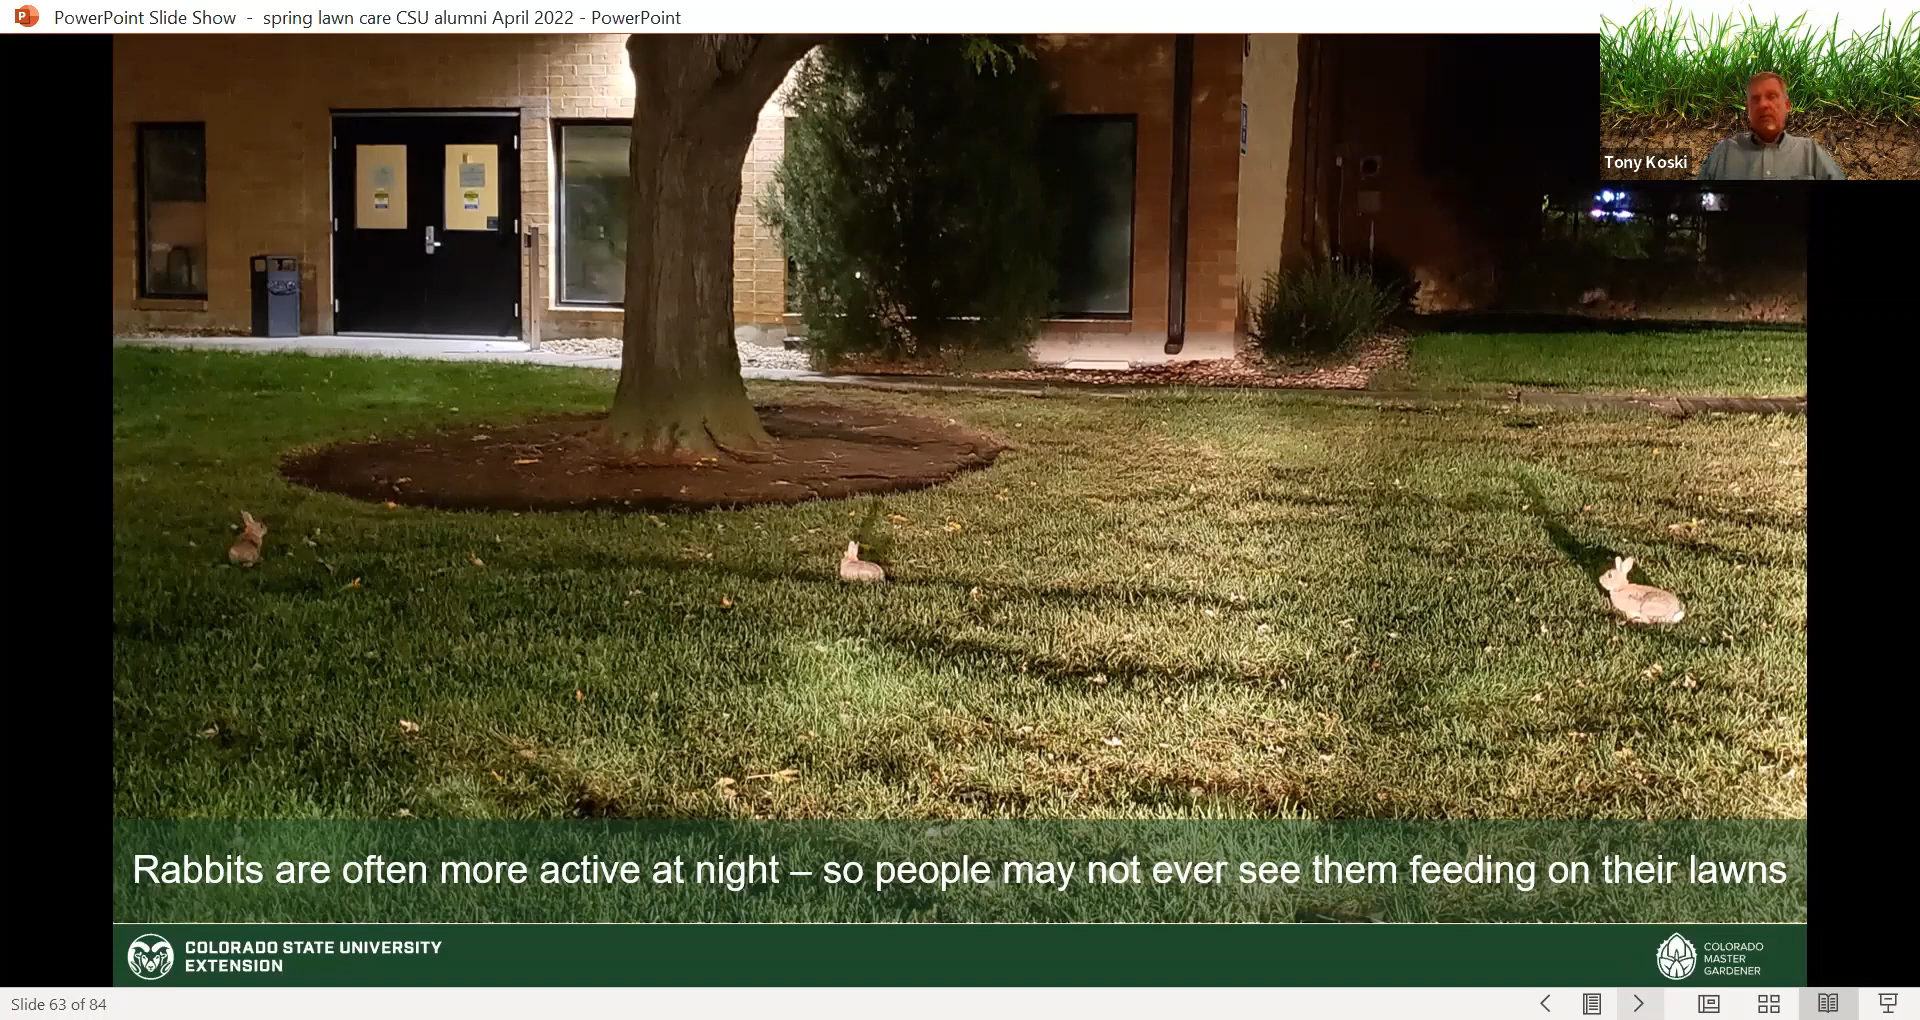 PowerPoint Slide Show - spring lawn care CSU alumni April 2022 - PowerPoint
Tony Koski
Rabbits are often more active at night – so people may not ever see them feeding on their lawns
COLORADO STATE UNIVERSITY
EXTENSION
COLORADO
MASTER
GARDENER
Slide 63 of 84